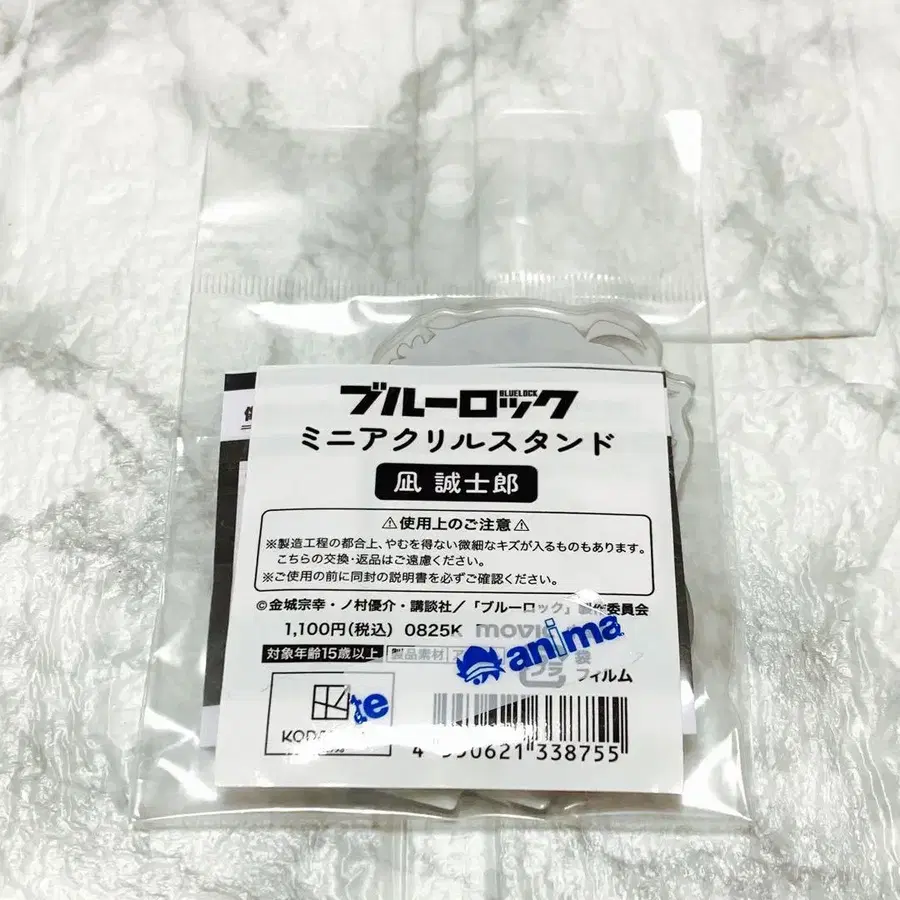 ブルーロック
BLUELOCK
ミニアクリルスタンド
凪 誠士郎
⚠使用上のご注意⚠
※製造工程の都合上、やむを得ない微細なキズが入るものもあります。
こちらの交換・返品はご遠慮ください。
※ご使用の前に同封の説明書を必ずご確認ください。
©金城宗幸・ノ村優介・講談社/「ブルーロック」製作委員会
1,100円(税込) 0825K
movic
対象年齢15歳以上 製品素材
anima
te
プラ
袋
フィルム
621338755